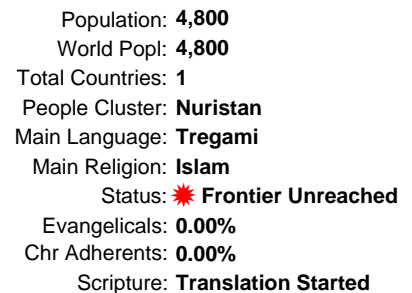 Population: 4,800
World Popl: 4,800
Total Countries: 1
People Cluster: Nuristan
Main Language: Tregami
Main Religion: Islam
Status: Frontier Unreached
Evangelicals: 0.00%
Chr Adherents: 0.00%
Scripture: Translation Started